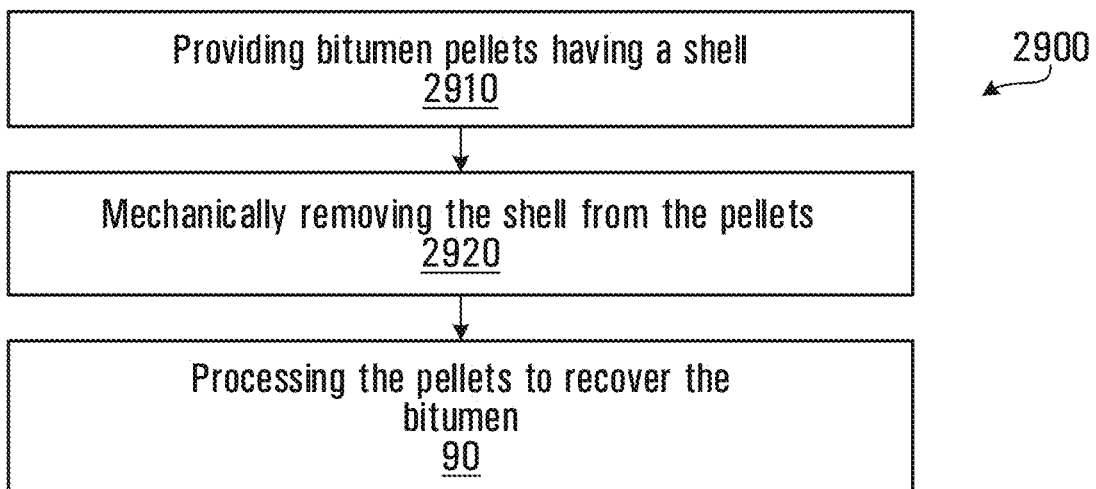 Providing bitumen pellets having a shell
2910
2900
Mechanically removing the shell from the pellets
2920
Processing the pellets to recover the
bitumen
90